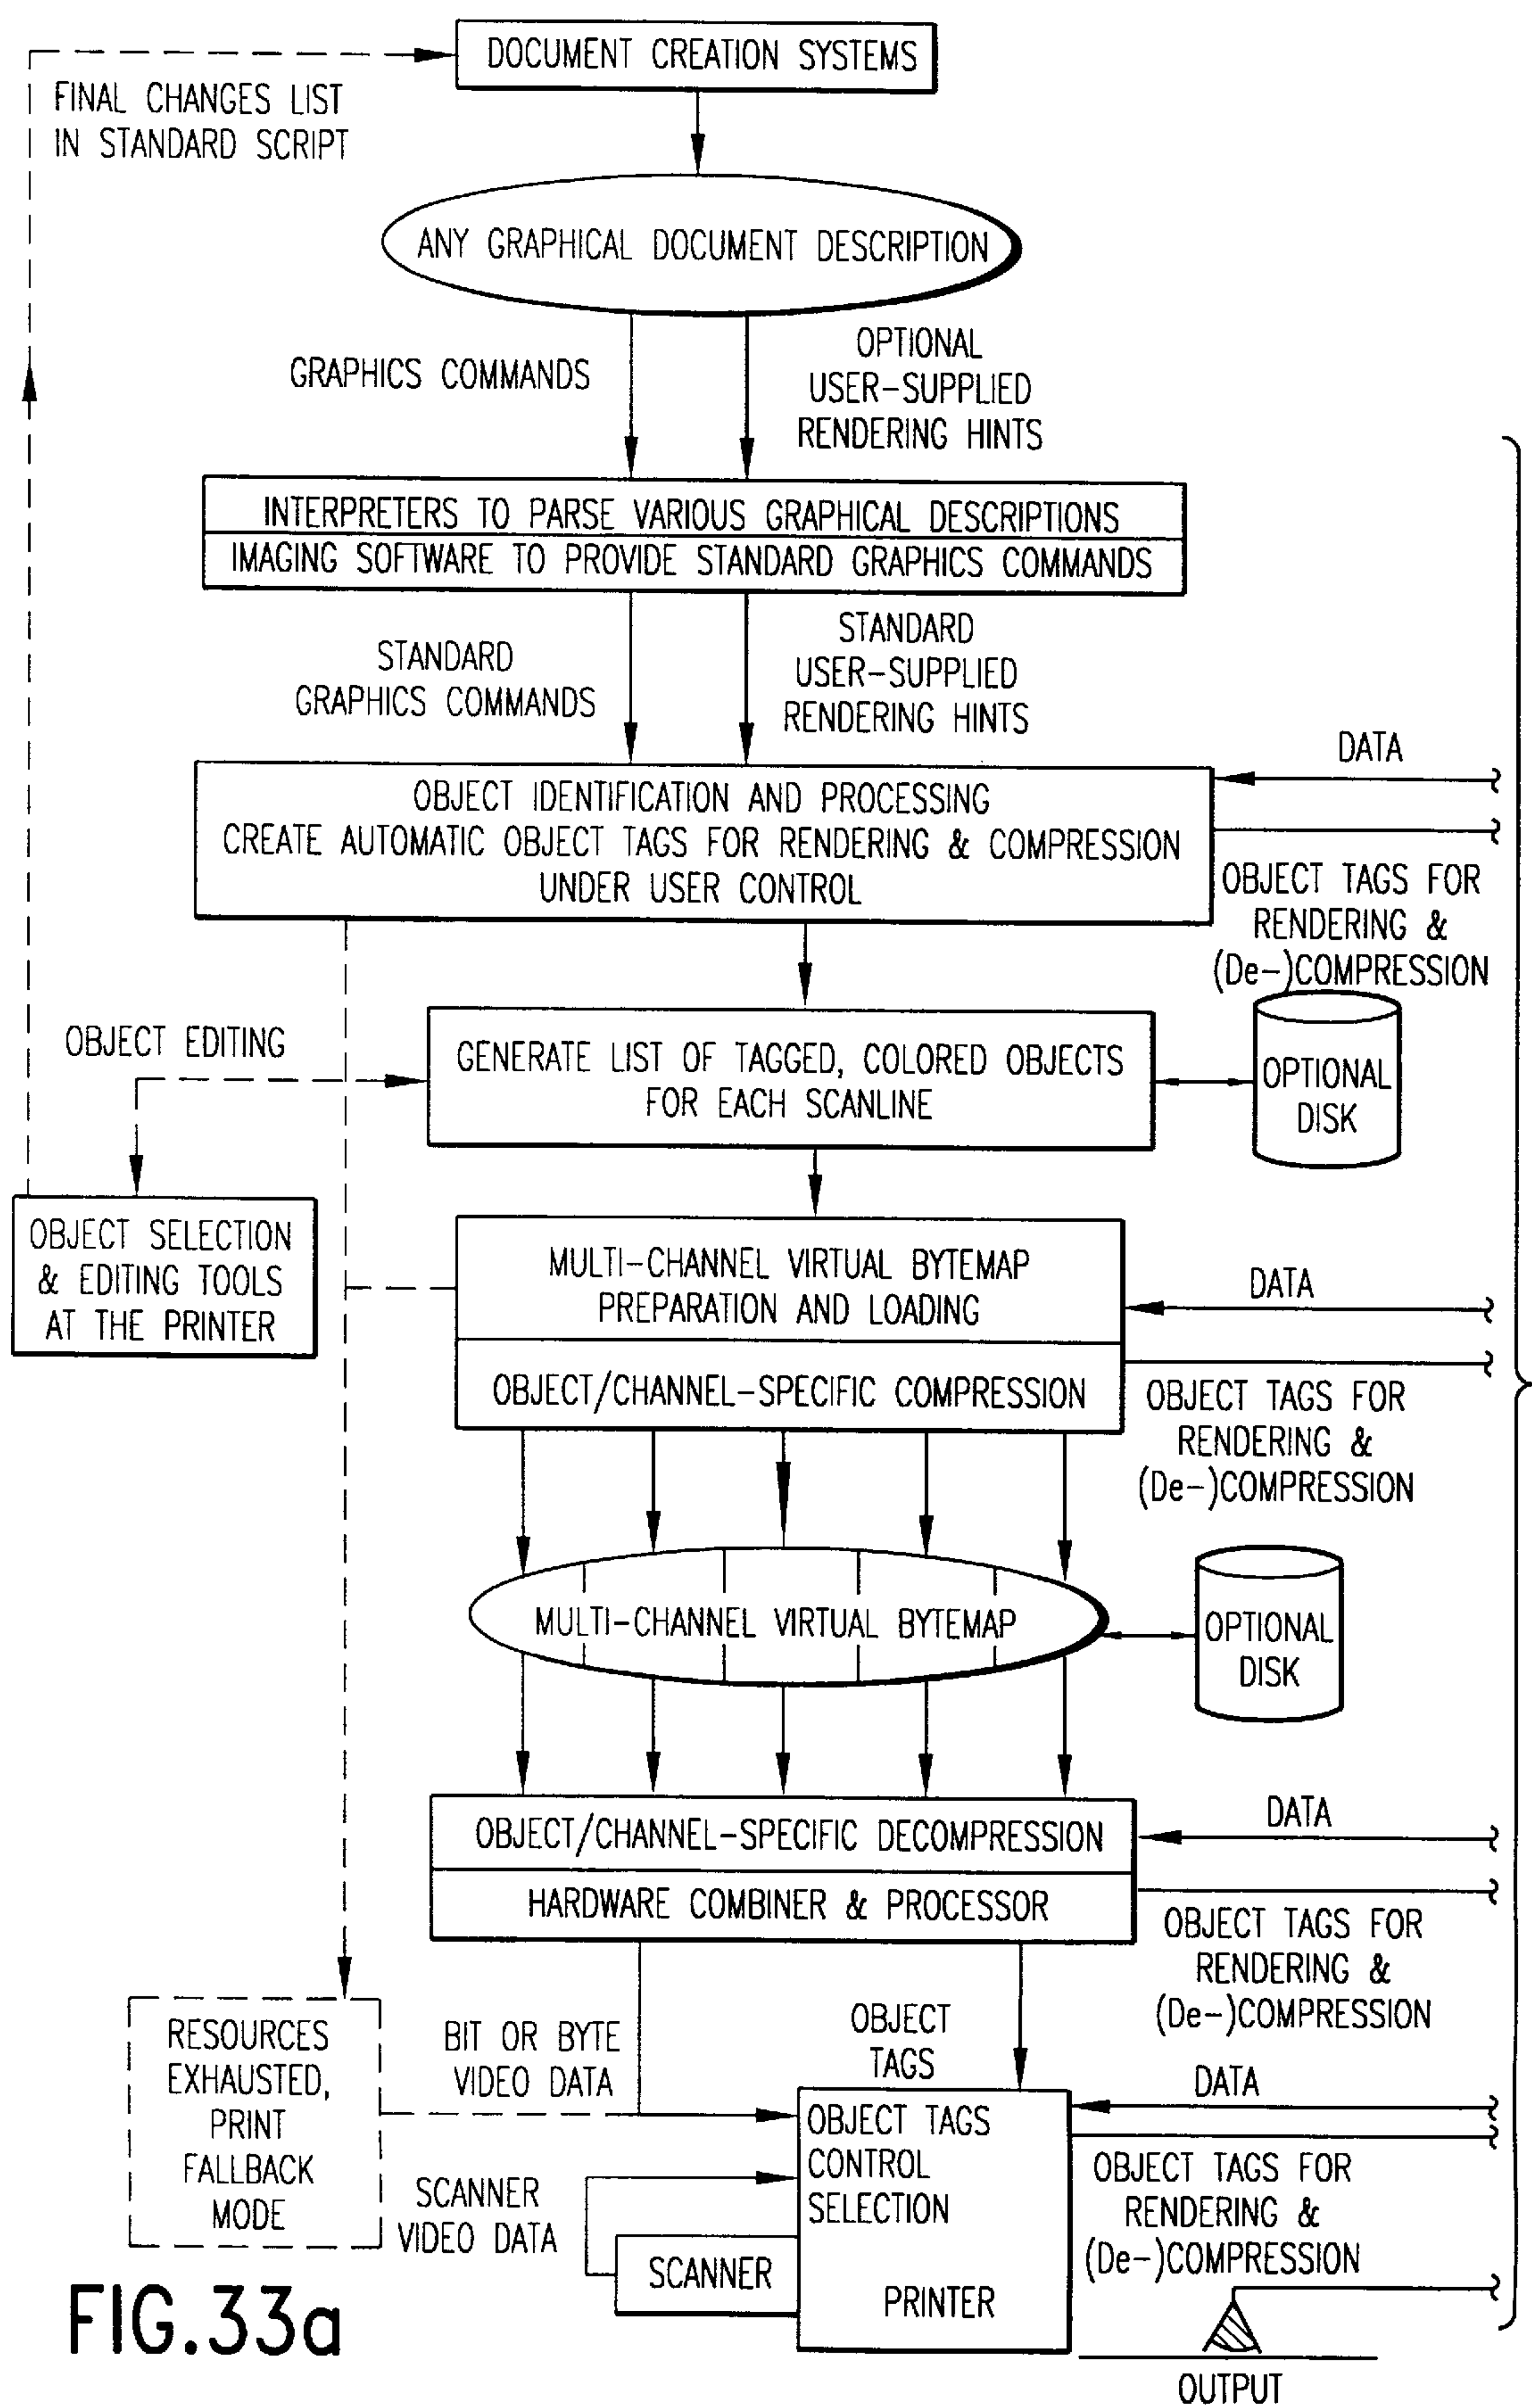 DOCUMENT CREATION SYSTEMS
FINAL CHANGES LIST
IN STANDARD SCRIPT
ANY GRAPHICAL DOCUMENT DESCRIPTION
GRAPHICS COMMANDS
OPTIONAL
USER-SUPPLIED
RENDERING HINTS
INTERPRETERS TO PARSE VARIOUS GRAPHICAL DESCRIPTIONS
IMAGING SOFTWARE TO PROVIDE STANDARD GRAPHICS COMMANDS
STANDARD
GRAPHICS COMMANDS
STANDARD
USER-SUPPLIED
RENDERING HINTS
DATA
OBJECT IDENTIFICATION AND PROCESSING
CREATE AUTOMATIC OBJECT TAGS FOR RENDERING & COMPRESSION
UNDER USER CONTROL
OBJECT TAGS FOR
RENDERING &
(De-)COMPRESSION
OBJECT EDITING
GENERATE LIST OF TAGGED, COLORED OBJECTS
FOR EACH SCANLINE
OPTIONAL
DISK
OBJECT SELECTION
& EDITING TOOLS
AT THE PRINTER
MULTI-CHANNEL VIRTUAL BYTEMAP
PREPARATION AND LOADING
DATA
OBJECT/CHANNEL-SPECIFIC COMPRESSION
OBJECT TAGS FOR
RENDERING &
(De-)COMPRESSION
MULTI-CHANNEL VIRTUAL BYTEMAP
OPTIONAL
DISK
OBJECT/CHANNEL-SPECIFIC DECOMPRESSION
DATA
HARDWARE COMBINER & PROCESSOR
OBJECT TAGS FOR
RENDERING &
(De-)COMPRESSION
RESOURCES
EXHAUSTED,
PRINT
FALLBACK
MODE
BIT OR BYTE
VIDEO DATA
OBJECT
TAGS
DATA
OBJECT TAGS
CONTROL
SELECTION
OBJECT TAGS FOR
RENDERING &
(De-)COMPRESSION
SCANNER
VIDEO DATA
SCANNER
PRINTER
OUTPUT
FIG.33a